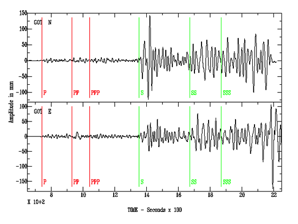 GOT N
150
100
50
0
-50
-100
P
PP
PPP
S
SS
SSS
Amplitude in mm
GOT E
100
50
0
-50
-100
-150
P
PP
PPP
S
SS
SSS
8
10
12
14
16
18
20
22
X 10+2
TIME - Seconds x 100